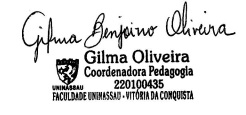 Gilma Benjoino Oliveira
Gilma Oliveira
Coordenadora Pedagogia
220100435
UNINASSAU
FACULDADE UNINASSAU - VITÓRIA DA CONQUISTA